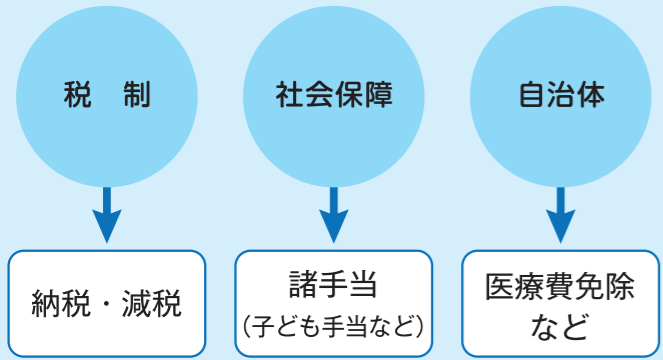 税　制
社会保障
自治体
納税・減税
諸手当
（子ども手当など）
医療費免除
など